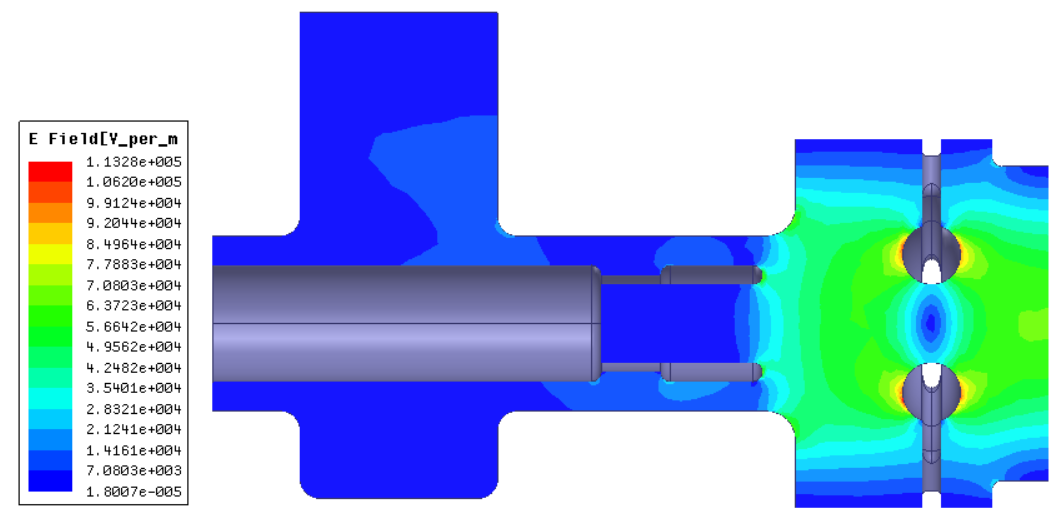 E Field[V_per_m
1.1328e+005
1.0620e+005
9.9124e+004
9.2044e+004
8.4964e+004
7.7883e+004
7.0803e+004
6.3723e+004
5.6642e+004
4.9562e+004
4.2482e+004
3.5401e+004
2.8321e+004
2.1241e+004
1.4161e+004
7.0803e+003
1.8007e-005